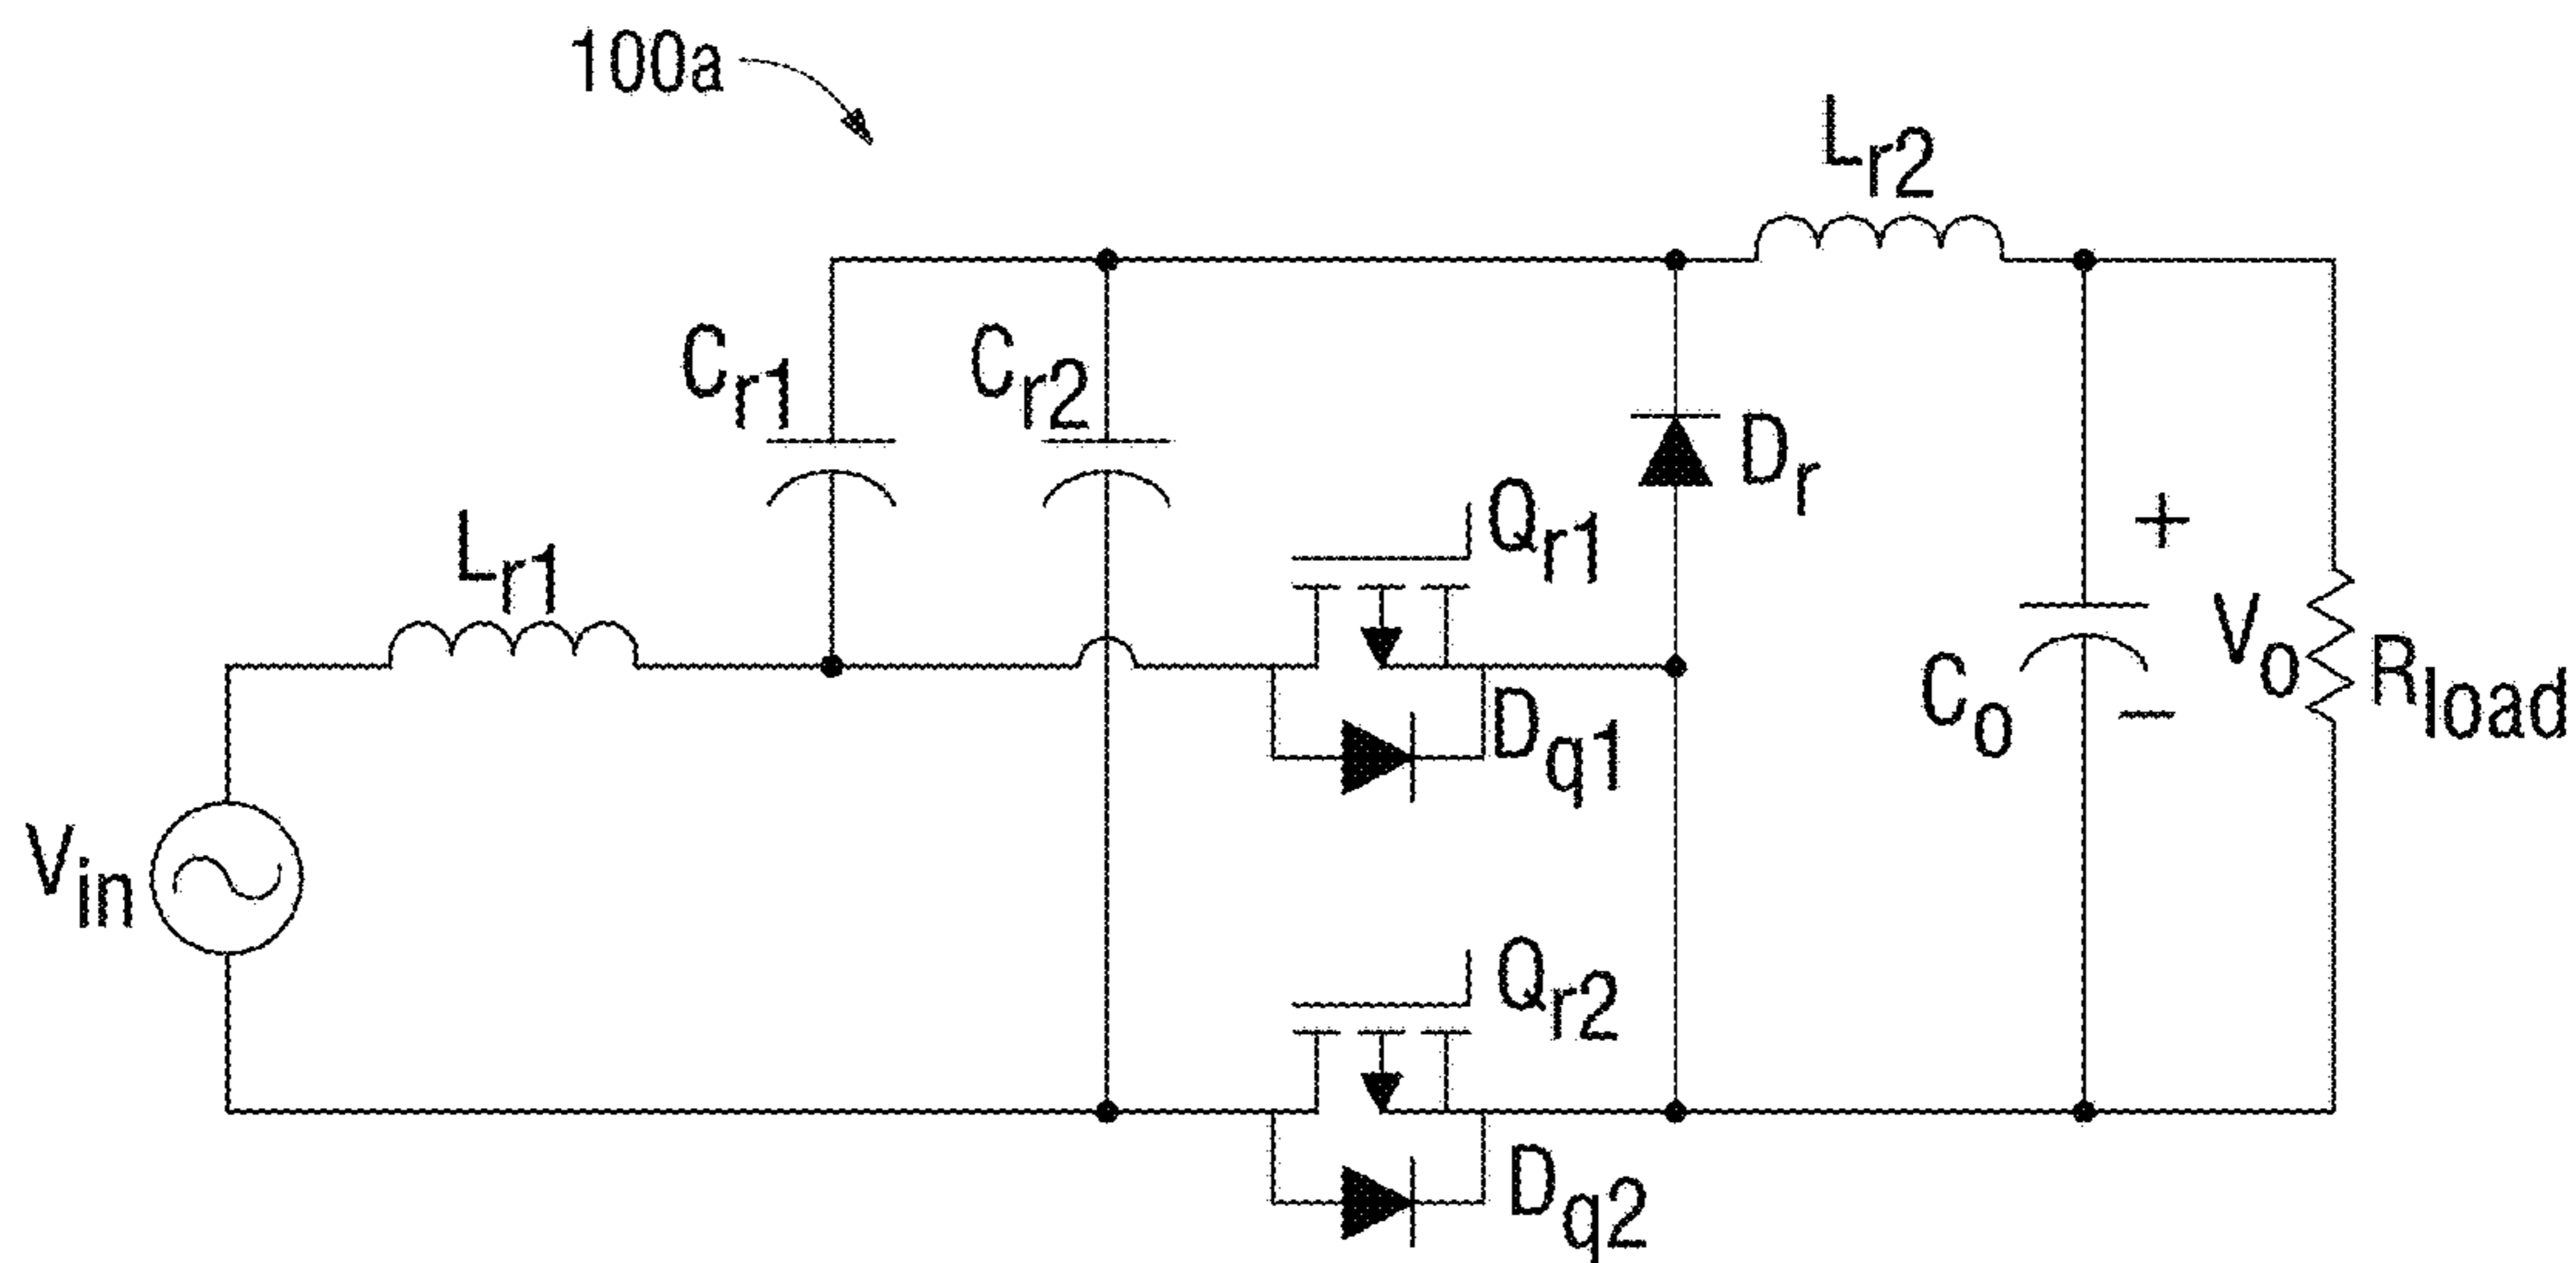 100a
Lr2
Cr1
Cr2
Dr
Qr1
Lr1
+
Vo
Rload
Co
−
Dq1
Vin
Qr2
Dq2